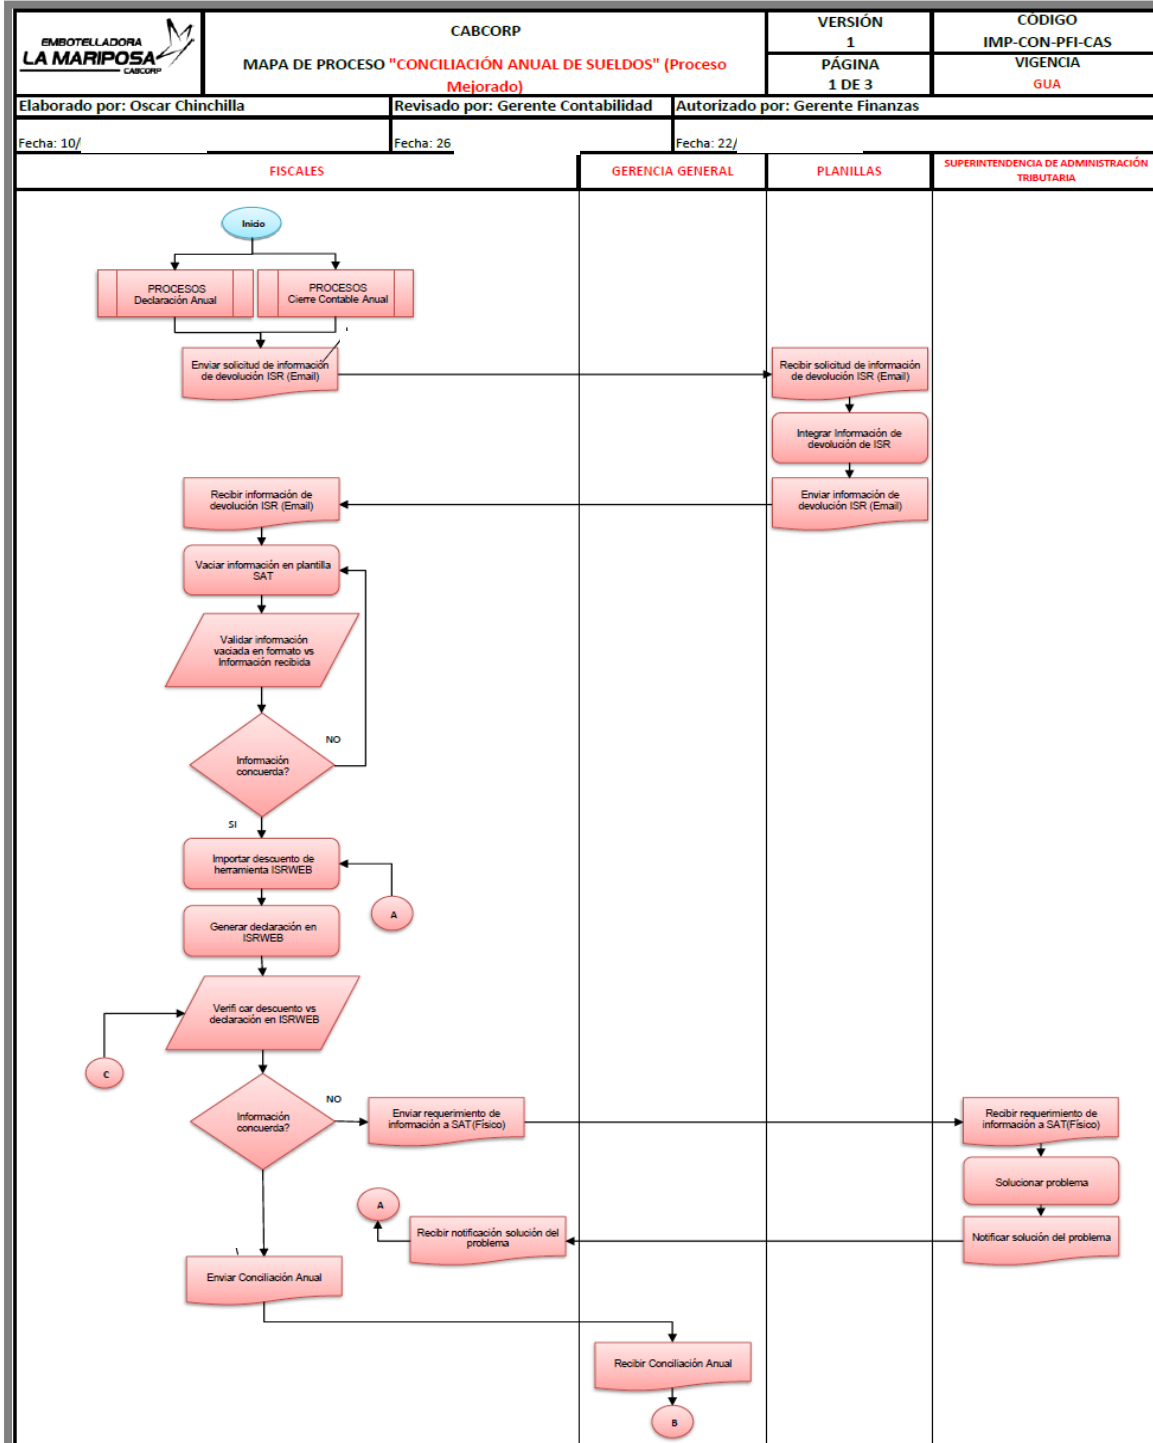 EMBOTELLADORA
LA MARIPOSA
CABCORP
CABCORP
MAPA DE PROCESO "CONCILIACIÓN ANUAL DE SUELDOS" (Proceso
Mejorado)
VERSIÓN
1
CÓDIGO
IMP-CON-PFI-CAS
PÁGINA
1 DE 3
VIGENCIA
GUA
Elaborado por: Oscar Chinchilla
Revisado por: Gerente Contabilidad
Autorizado por: Gerente Finanzas
Fecha: 10/
Fecha: 26
Fecha: 22/
FISCALES
GERENCIA GENERAL
PLANILLAS
SUPERINTENDENCIA DE ADMINISTRACIÓN
TRIBUTARIA
Inicio
PROCESOS
Declaración Anual
PROCESOS
Cierre Contable Anual
Enviar solicitud de información
de devolución ISR (Email)
Recibir solicitud de información
de devolución ISR (Email)
Integrar Información de
devolución de ISR
Recibir información de
devolución ISR (Email)
Enviar información de
devolución ISR (Email)
Vaciar información en plantilla
SAT
Validar información
vaciada en formato vs
Información recibida
NO
Información
concuerda?
SI
Importar descuento de
herramienta ISRWEB
A
Generar declaración en
ISRWEB
Verifi car descuento vs
declaración en ISRWEB
C
NO
Información
concuerda?
Enviar requerimiento de
información a SAT(Físico)
Recibir requerimiento de
información a SAT(Físico)
Solucionar problema
A
Recibir notificación solución del
problema
Notificar solución del problema
Enviar Conciliación Anual
Recibir Conciliación Anual
B